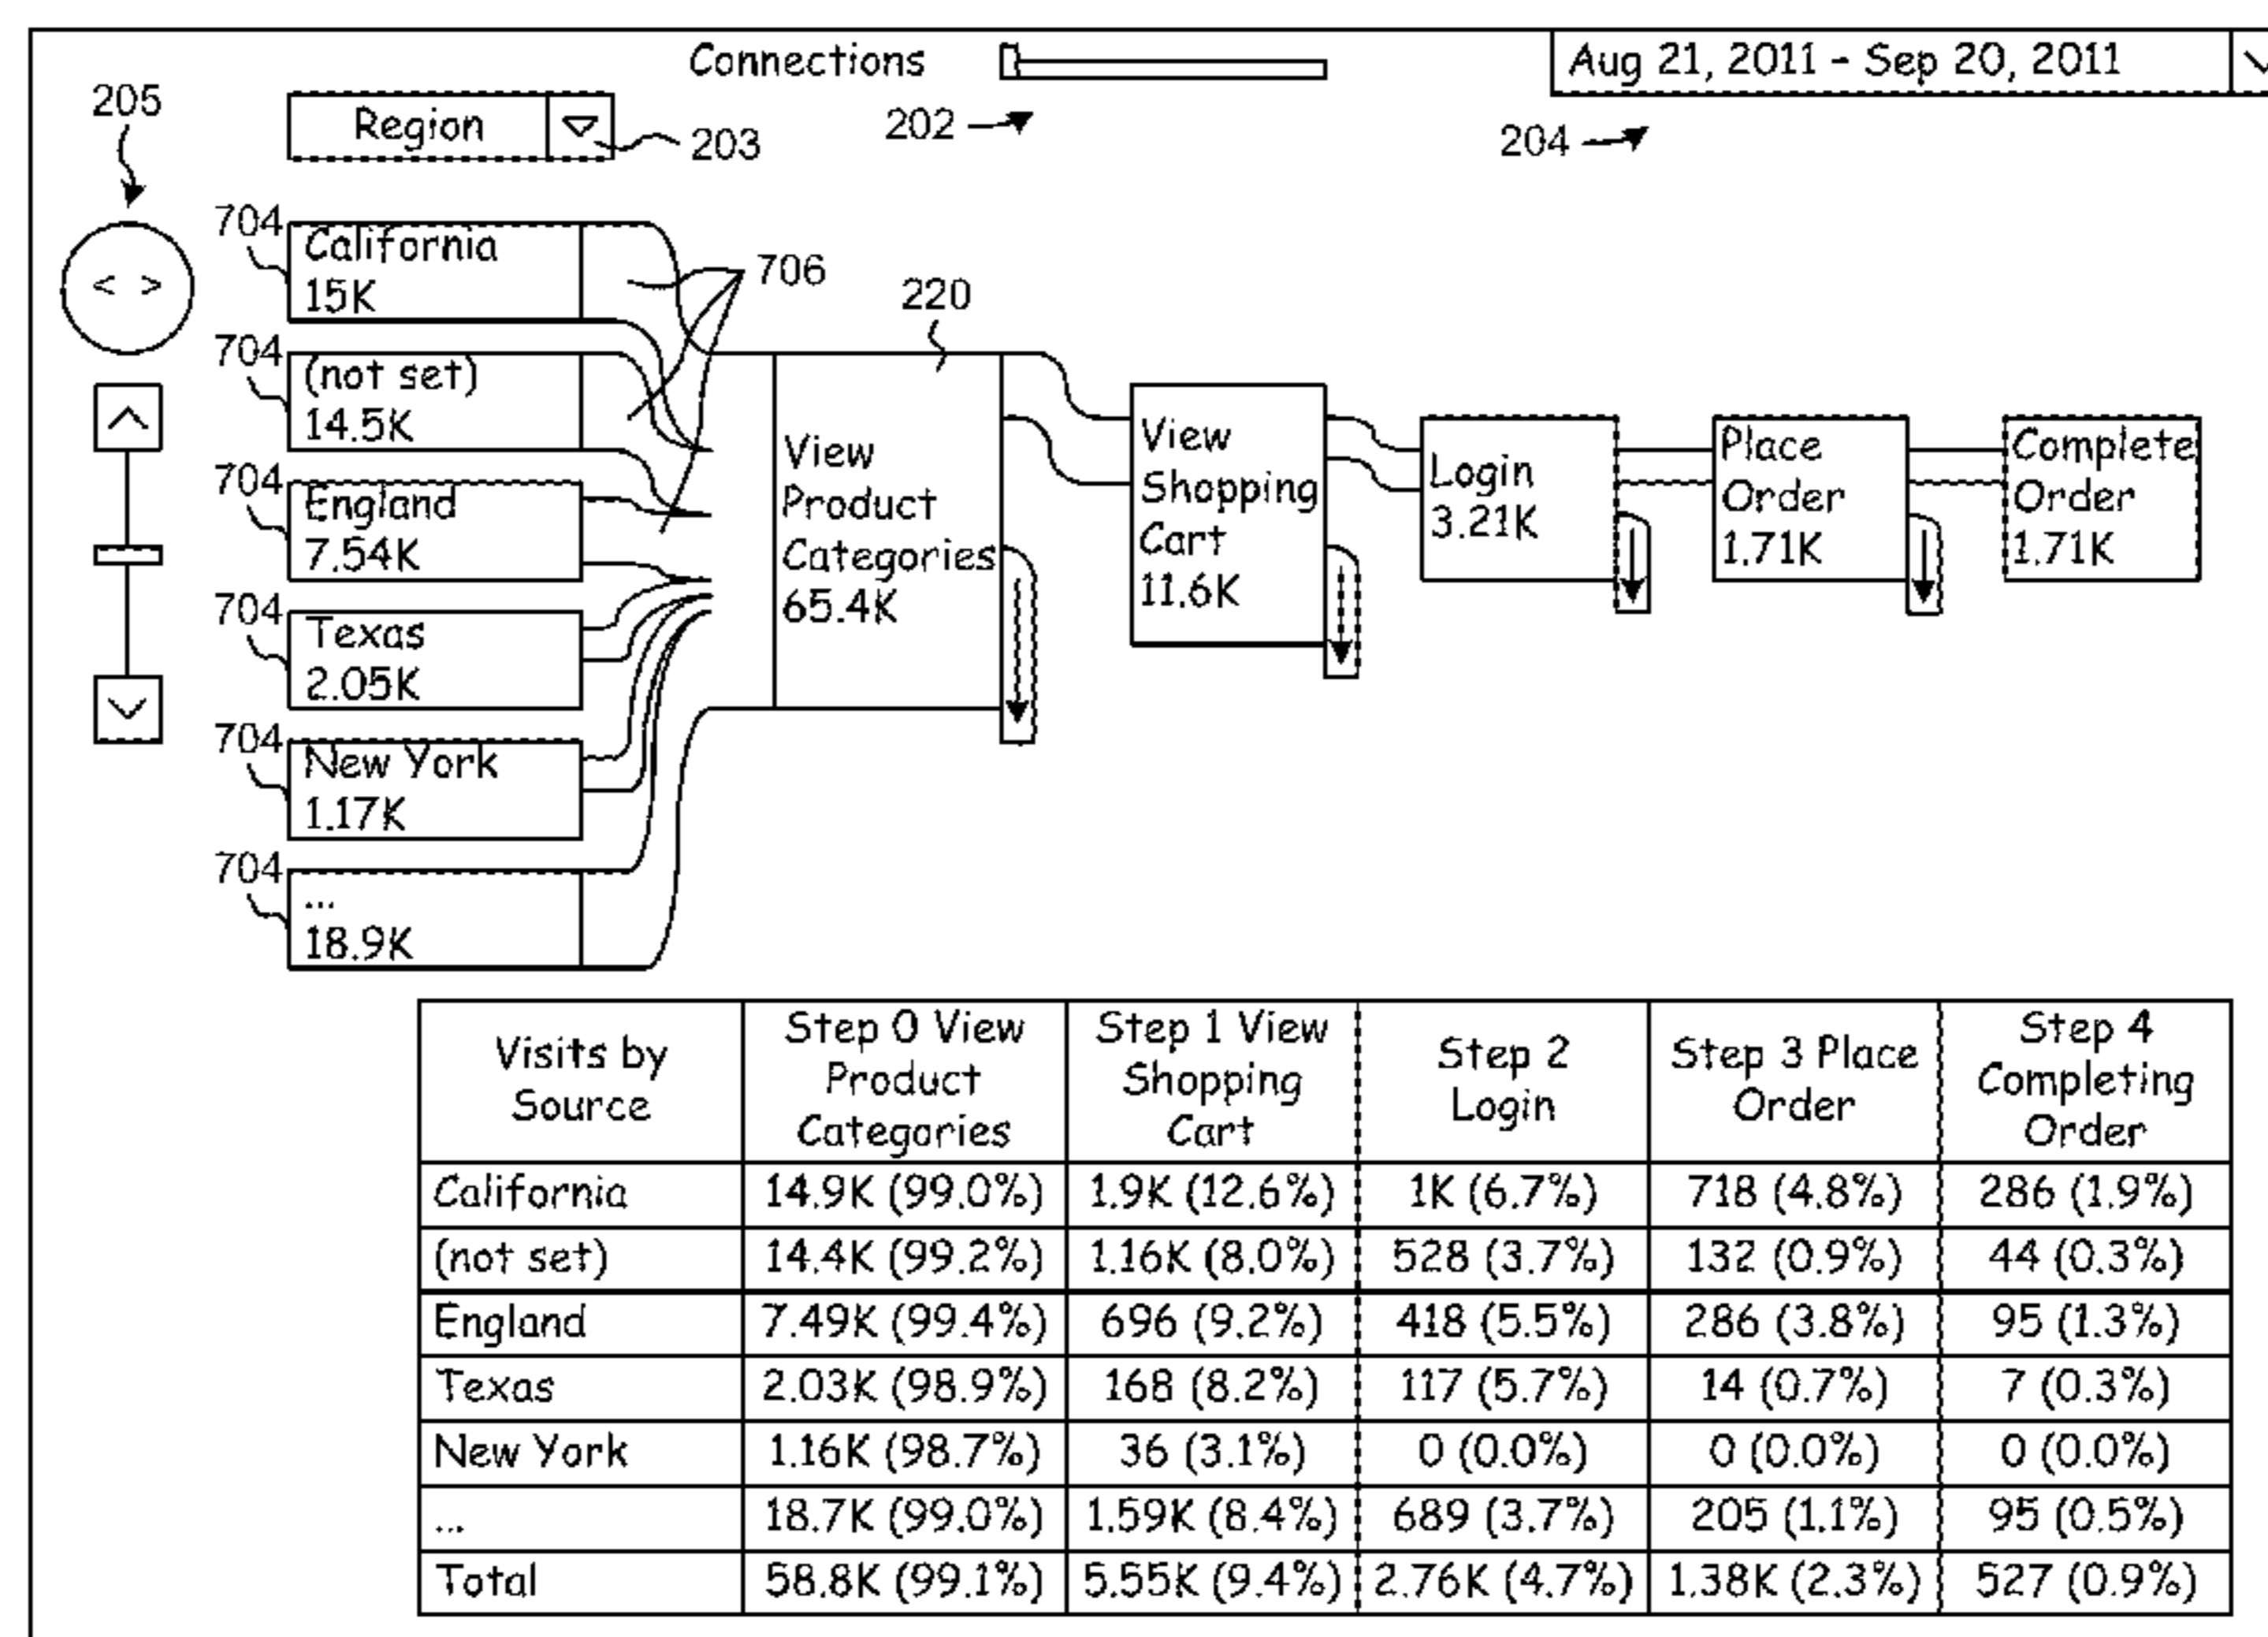 Connections
Aug 21, 2011 - Sep 20, 2011
205
Region
203
202
204
704
California
15K
706
704
(not set)
14.5K
220
704
England
7.54K
704
Texas
2.05K
704
New York
1.17K
704
...
18.9K
View
Product
Categories
65.4K
View
Shopping
Cart
11.6K
Login
3.21K
Place
Order
1.71K
Complete
Order
1.71K
Visits by
Source
Step 0 View
Product
Categories
Step 1 View
Shopping
Cart
Step 2
Login
Step 3 Place
Order
Step 4
Completing
Order
California 14.9K (99.0%) 1.9K (12.6%) 1K (6.7%) 718 (4.8%) 286 (1.9%)
(not set) 14.4K (99.2%) 1.16K (8.0%) 528 (3.7%) 132 (0.9%) 44 (0.3%)
England 7.49K (99.4%) 696 (9.2%) 418 (5.5%) 286 (3.8%) 95 (1.3%)
Texas 2.03K (98.9%) 168 (8.2%) 117 (5.7%) 14 (0.7%) 7 (0.3%)
New York 1.16K (98.7%) 36 (3.1%) 0 (0.0%) 0 (0.0%) 0 (0.0%)
... 18.7K (99.0%) 1.59K (8.4%) 689 (3.7%) 205 (1.1%) 95 (0.5%)
Total 58.8K (99.1%) 5.55K (9.4%) 2.76K (4.7%) 1.38K (2.3%) 527 (0.9%)